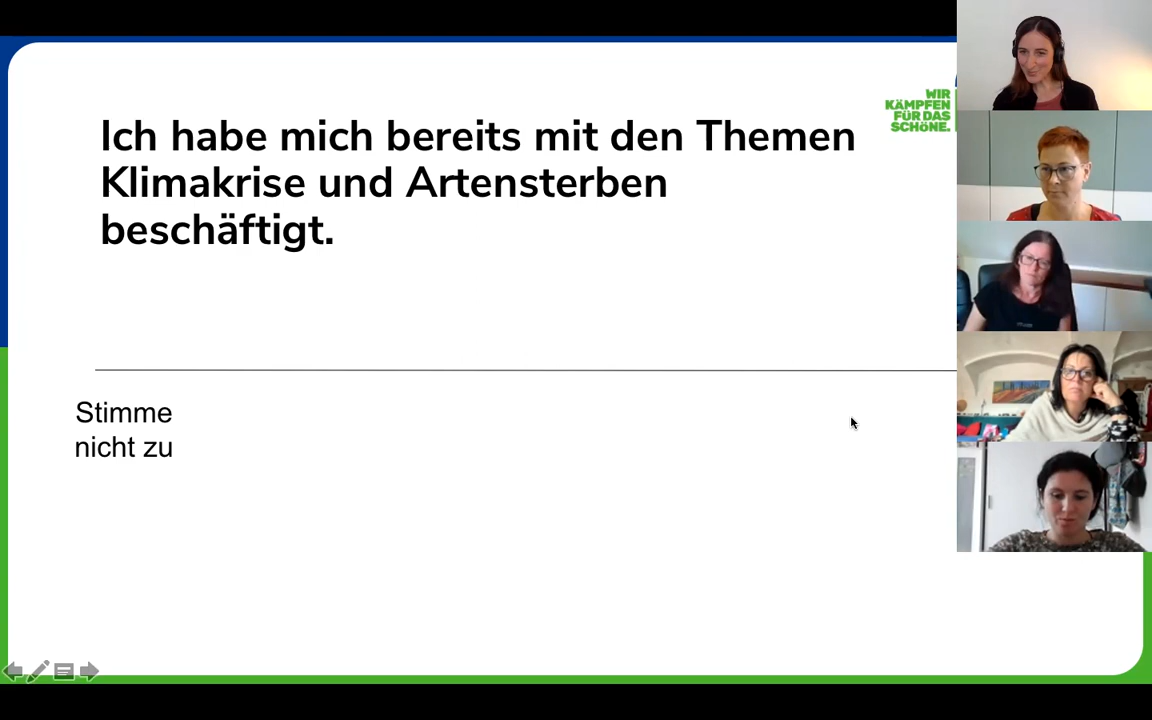 Ich habe mich bereits mit den Themen
Klimakrise und Artensterben
beschäftigt.
WIR
KÄMPFEN
FÜR DAS
SCHÖNE.
Stimme
nicht zu